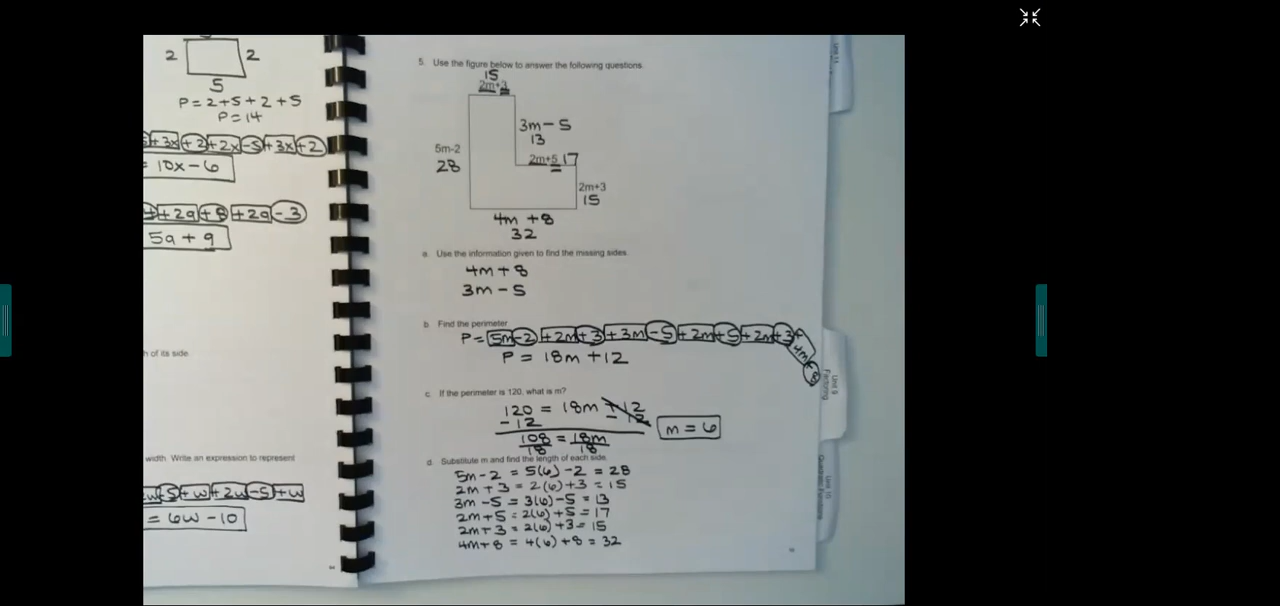 2
2
5
P = 2+5+2+5
P = 14
+3x +2 +2x -5 +3x +2
= 10x - 6
+2a +8 +2a -3
5a + 9
h of its side.
width. Write an expression to represent
+w +2w -5 +w
= 6w - 10
5. Use the figure below to answer the following questions.
15
2m+3
3m - 5
13
5m-2
28
2m+5 17
2m+3
15
4m + 8
32
a. Use the information given to find the missing sides.
4m + 8
3m - 5
b. Find the perimeter
P = 5m -2 +2m +3 +3m -5 +2m +5 +2m +3 + 4m + 8
P = 18m + 12
c. If the perimeter is 120, what is m?
120 = 18m + 12
- 12 - 12
108 = 18m
18 18
m = 6
d. Substitute m and find the length of each side.
5m - 2 = 5(6) - 2 = 28
2m + 3 = 2(6) + 3 = 15
3m - 5 = 3(6) - 5 = 13
2m + 5 = 2(6) + 5 = 17
2m + 3 = 2(6) + 3 = 15
4m + 8 = 4(6) + 8 = 32
Unit 9
Factoring
Unit 10
Quadratic Functions